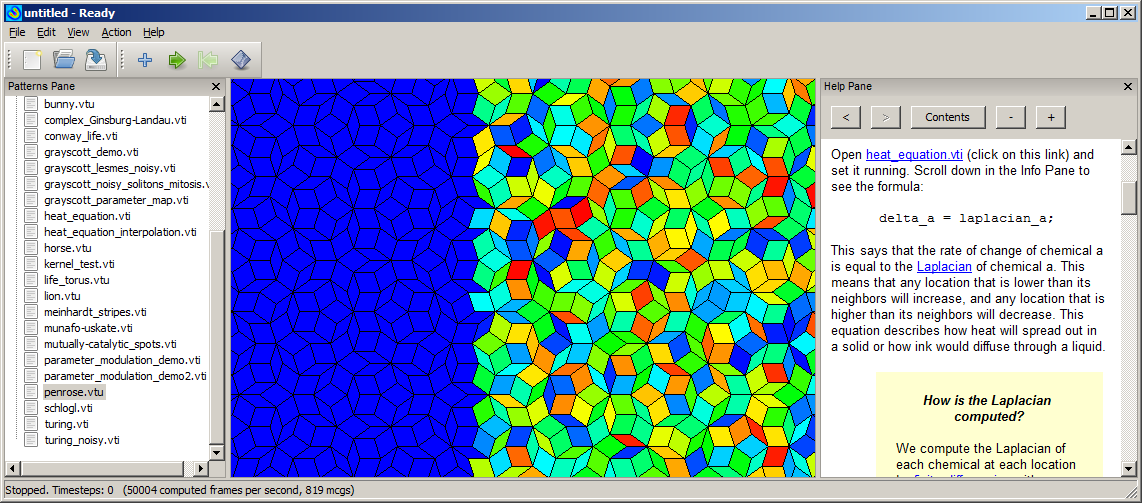 untitled - Ready
File Edit View Action Help
Patterns Pane
bunny.vtu
complex_Ginsburg-Landau.vti
conway_life.vti
grayscott_demo.vti
grayscott_lesmes_noisy.vti
grayscott_noisy_solitons_mitosis.v
grayscott_parameter_map.vti
heat_equation.vti
heat_equation_interpolation.vti
horse.vtu
kernel_test.vti
life_torus.vtu
lion.vtu
meinhardt_stripes.vti
munafo-uskate.vti
mutually-catalytic_spots.vti
parameter_modulation_demo.vti
parameter_modulation_demo2.vti
penrose.vtu
schlogl.vti
turing.vti
turing_noisy.vti
Help Pane
< > Contents - +
Open heat_equation.vti (click on this link) and
set it running. Scroll down in the Info Pane to
see the formula:
delta_a = laplacian_a;
This says that the rate of change of chemical a
is equal to the Laplacian of chemical a. This
means that any location that is lower than its
neighbors will increase, and any location that is
higher than its neighbors will decrease. This
equation describes how heat will spread out in
a solid or how ink would diffuse through a liquid.
How is the Laplacian
computed?
We compute the Laplacian of
each chemical at each location
Stopped. Timesteps: 0 (50004 computed frames per second, 819 mcgs)